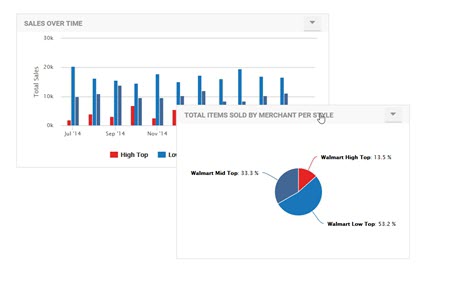 SALES OVER TIME
30k
20k
10k
0k
Total Sales
Jul '14
Sep '14
Nov '14
High Top
Lo
TOTAL ITEMS SOLD BY MERCHANT PER STYLE
Walmart High Top: 13.5 %
Walmart Mid Top: 33.3 %
Walmart Low Top: 53.2 %